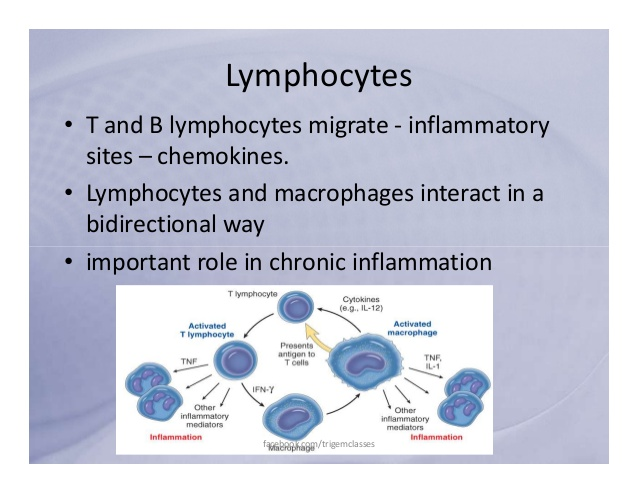 Lymphocytes
• T and B lymphocytes migrate - inflammatory
sites – chemokines.
• Lymphocytes and macrophages interact in a
bidirectional way
• important role in chronic inflammation
T lymphocyte
Cytokines
(e.g., IL-12)
Activated
T lymphocyte
Activated
macrophage
Presents
antigen to
T cells
TNF
TNF,
IL-1
IFN-γ
Other
inflammatory
mediators
Other
inflammatory
mediators
Inflammation
Inflammation
Macrophage
facebook.com/trigemclasses